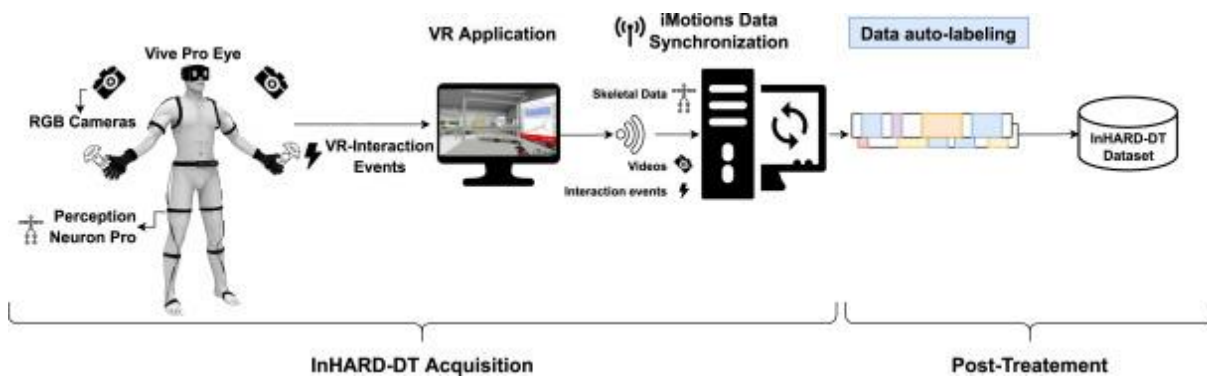 Vive Pro Eye
RGB Cameras
VR-Interaction
Events
Perception
Neuron Pro
VR Application
iMotions Data
Synchronization
Skeletal Data
Videos
Interaction events
Data auto-labeling
InHARD-DT
Dataset
InHARD-DT Acquisition
Post-Treatement